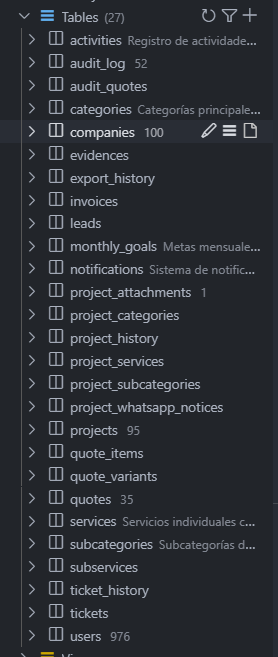 Tables (27)
activities Registro de actividade...
audit_log 52
audit_quotes
categories Categorías principale...
companies 100
evidences
export_history
invoices
leads
monthly_goals Metas mensuale...
notifications Sistema de notific...
project_attachments 1
project_categories
project_history
project_services
project_subcategories
project_whatsapp_notices
projects 95
quote_items
quote_variants
quotes 35
services Servicios individuales c...
subcategories Subcategorías d...
subservices
ticket_history
tickets
users 976